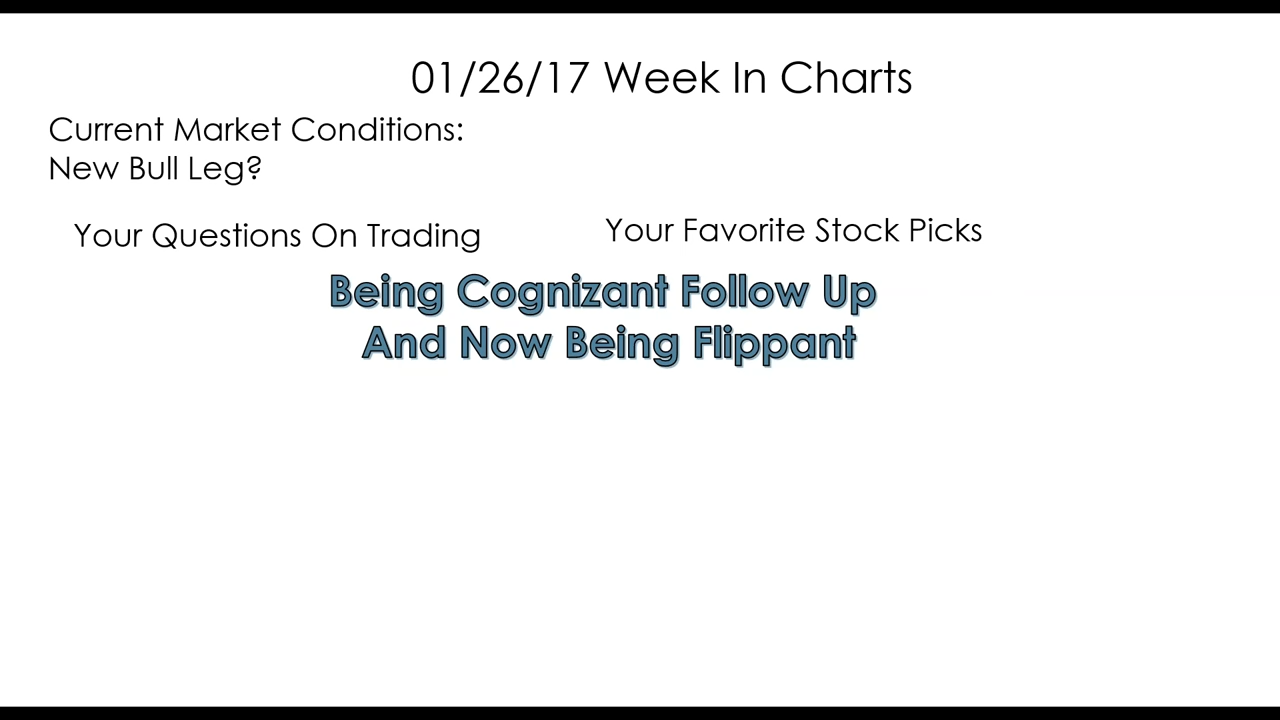 01/26/17 Week In Charts
Current Market Conditions:
New Bull Leg?
Your Questions On Trading
Your Favorite Stock Picks
Being Cognizant Follow Up
And Now Being Flippant